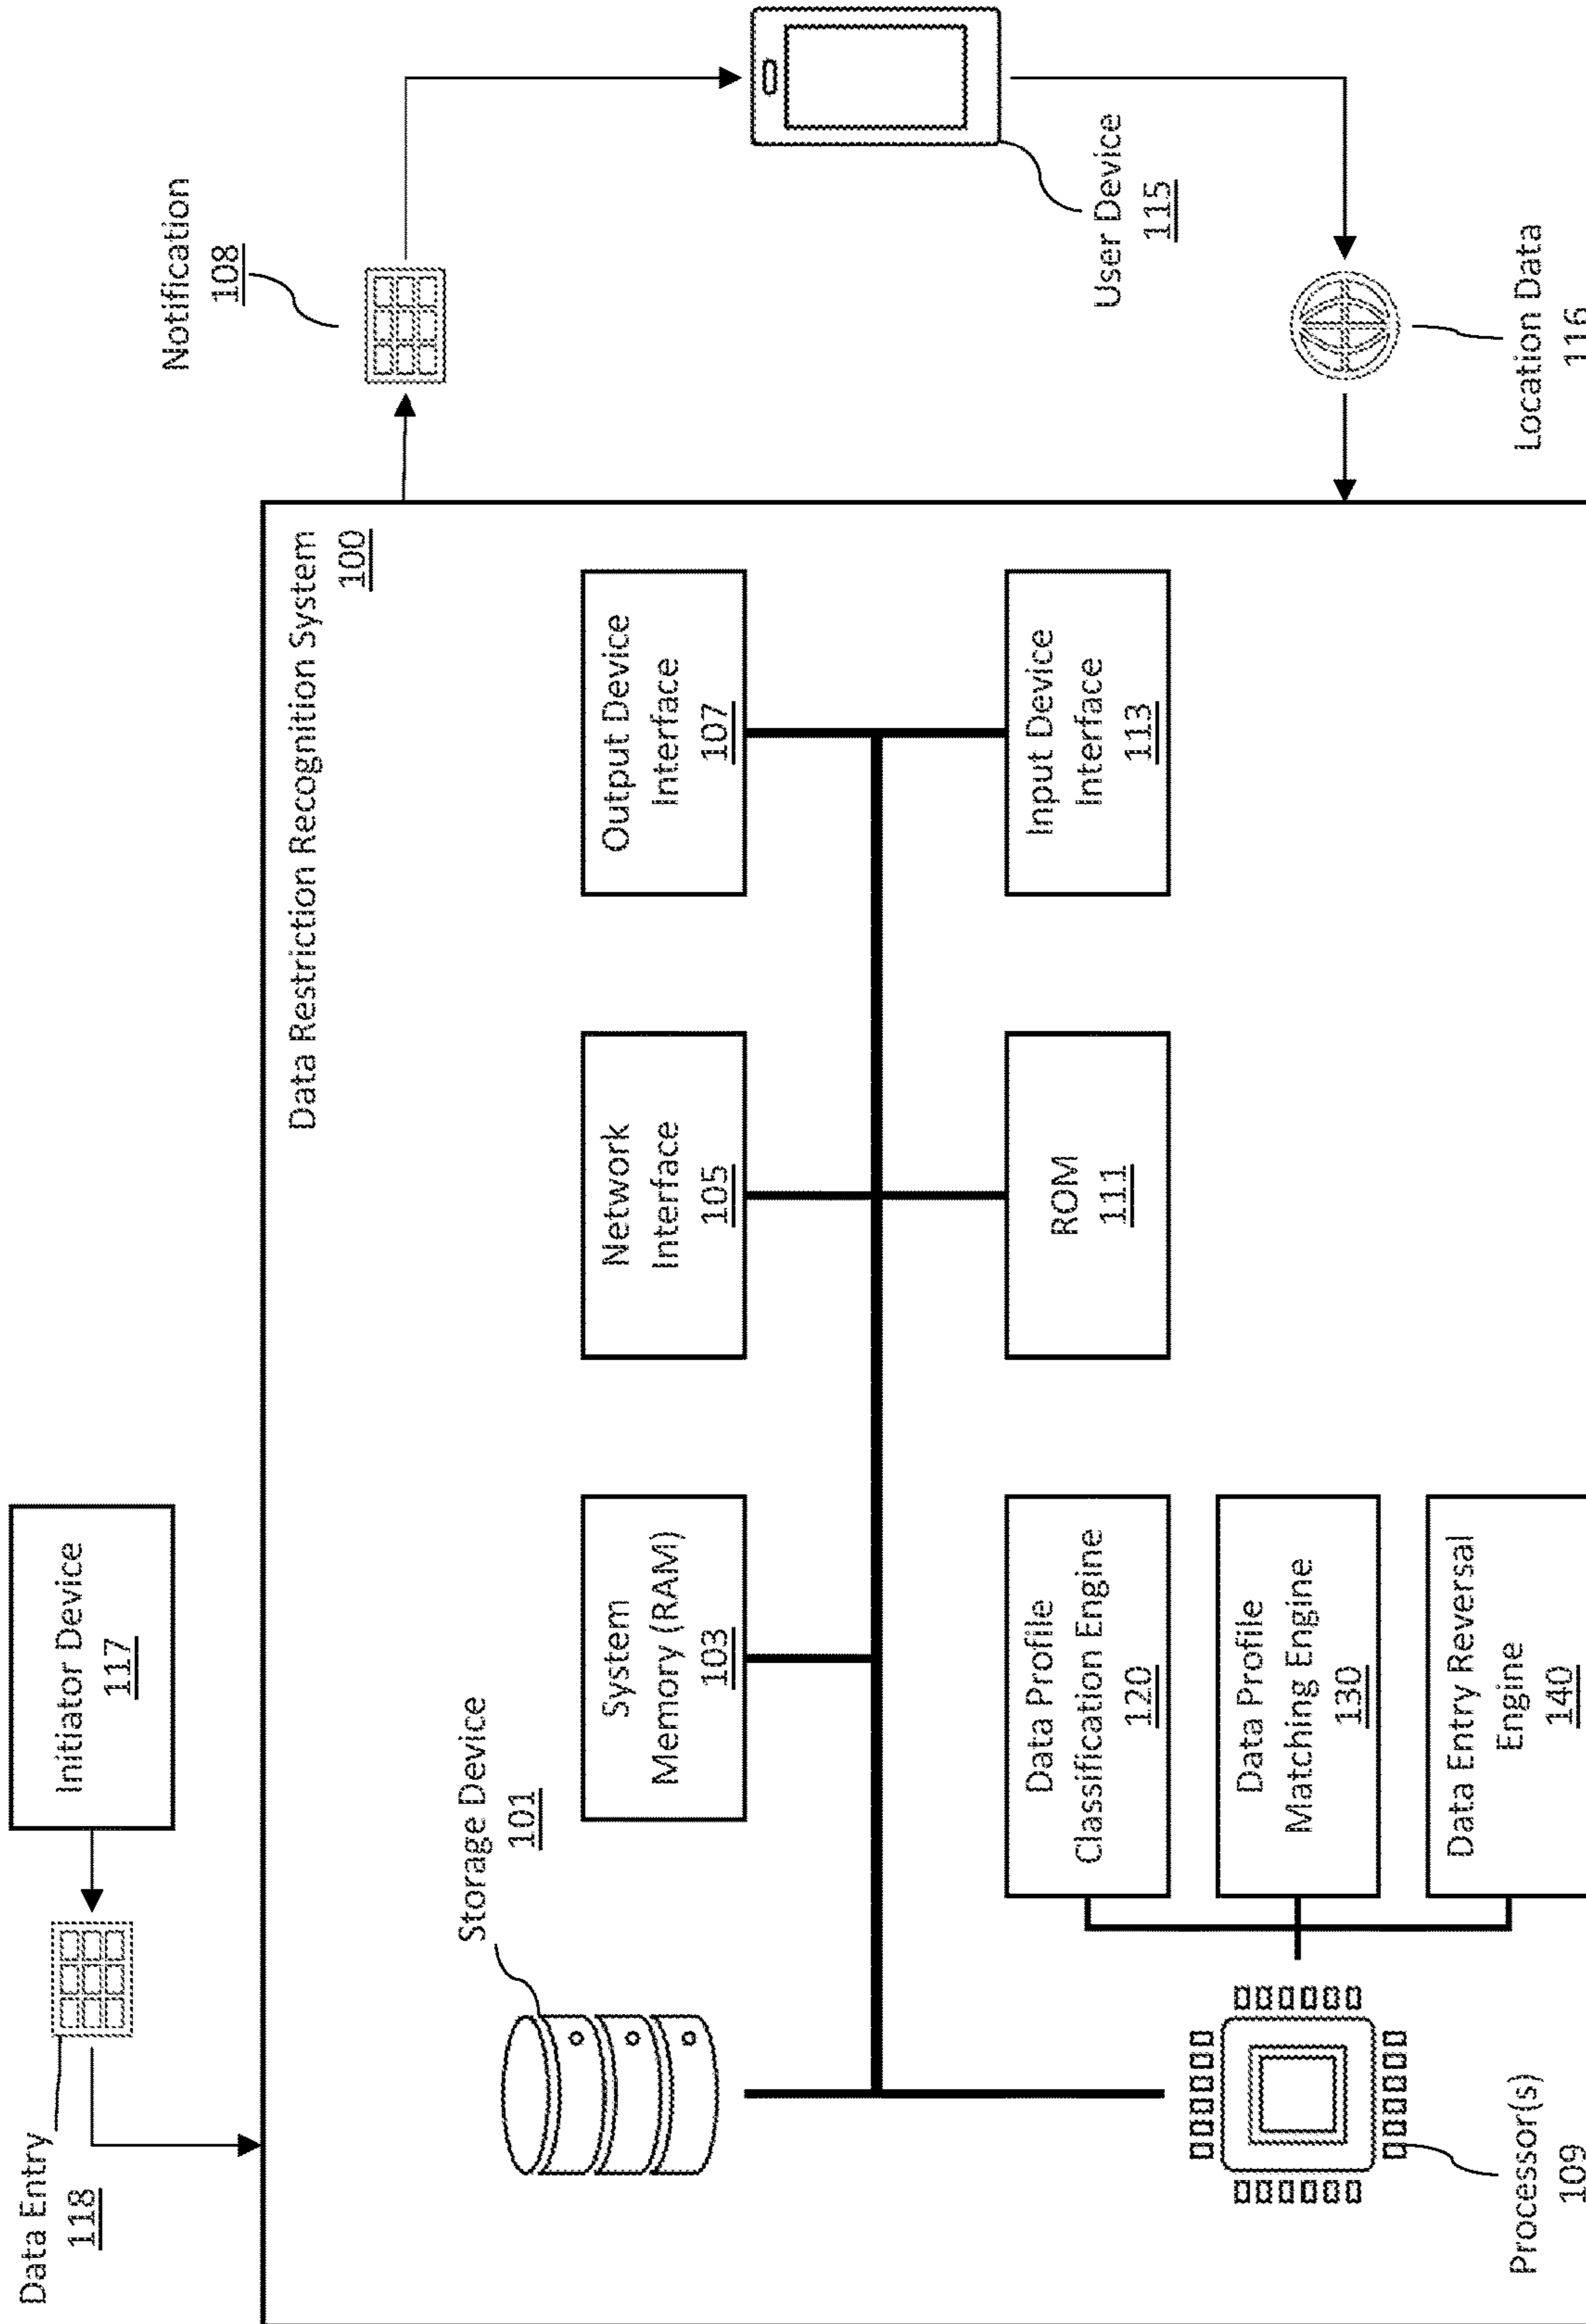 Initiator Device
117
Data Entry
118
Notification
108
Data Restriction Recognition System
100
Storage Device
101
System
Memory (RAM)
103
Network
Interface
105
Output Device
Interface
107
User Device
115
Data Profile
Classification Engine
120
Data Profile
Matching Engine
130
Data Entry Reversal
Engine
140
ROM
111
Input Device
Interface
113
Processor(s)
109
Location Data
116